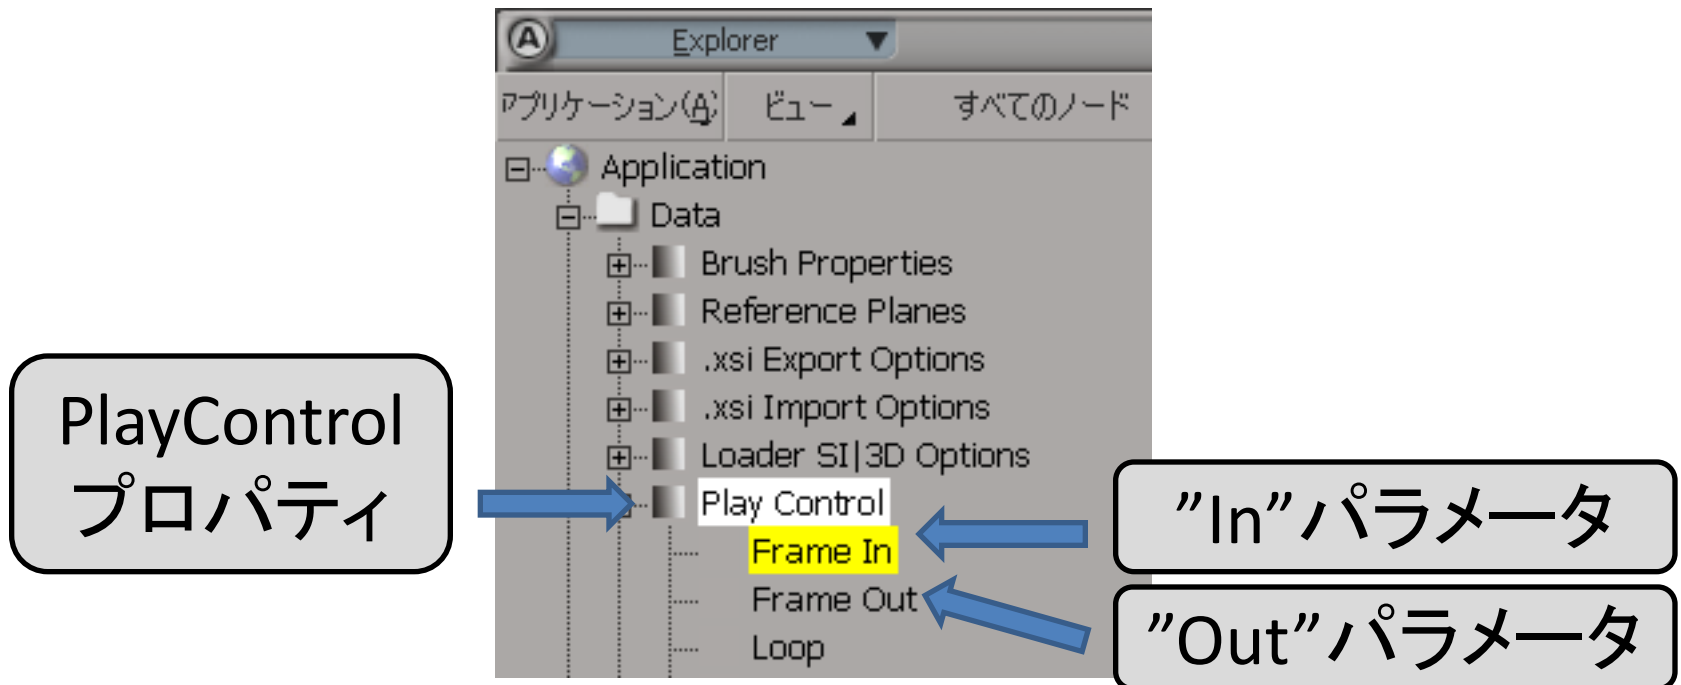 A
Explorer
アプリケーション(A) ビュー すべてのノード
Application
Data
Brush Properties
Reference Planes
.xsi Export Options
.xsi Import Options
Loader SI|3D Options
Play Control
Frame In
Frame Out
Loop
PlayControl
プロパティ
”In”パラメータ
”Out”パラメータ